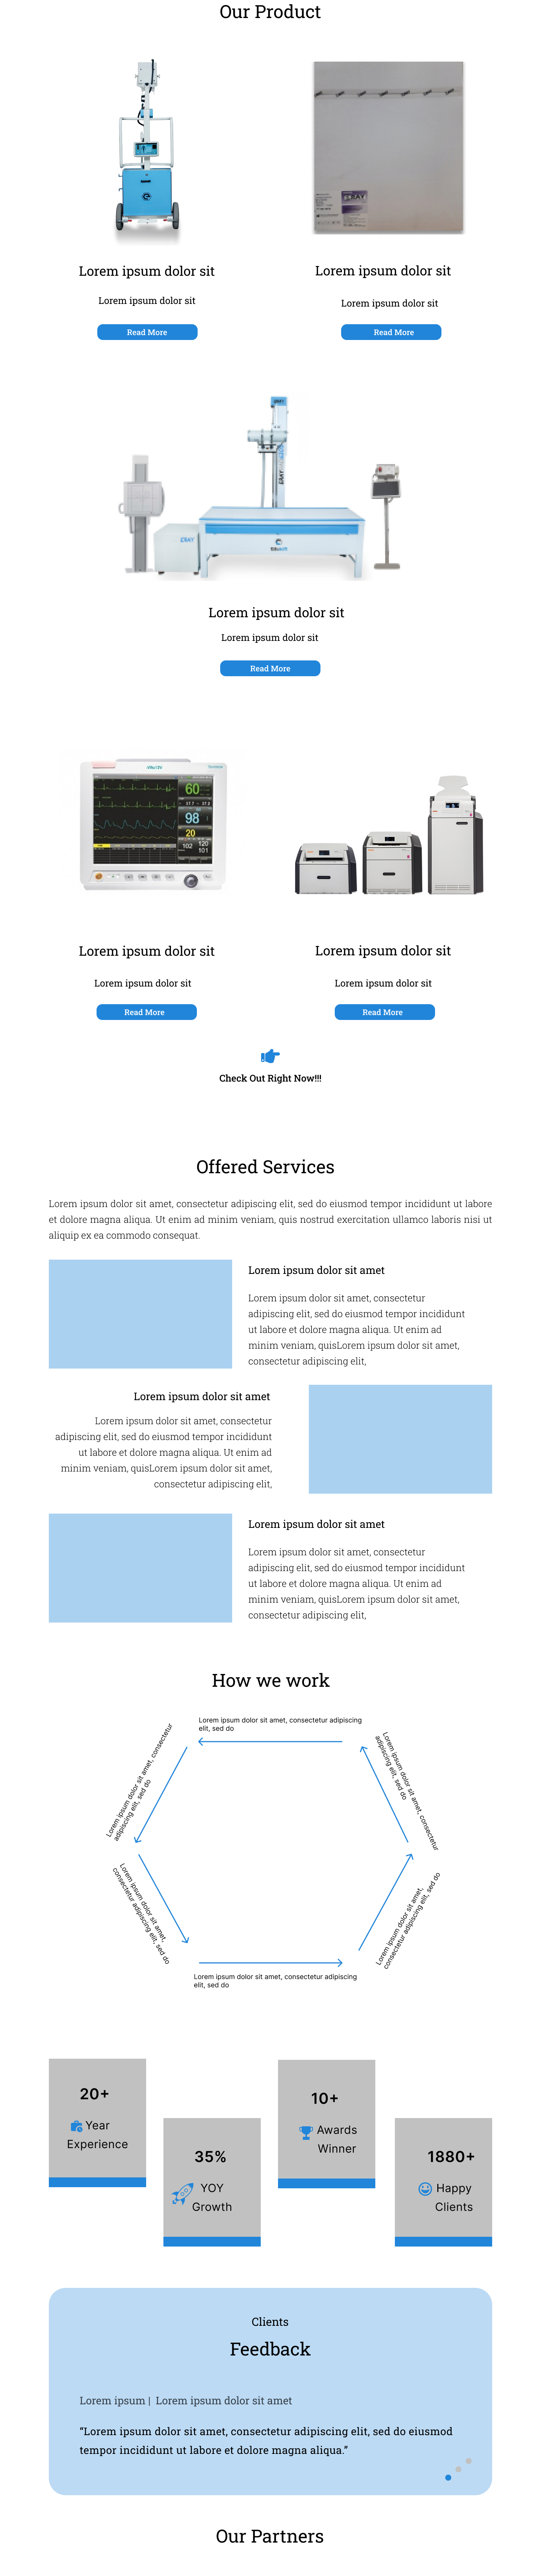 Our Product
Lorem ipsum dolor sit
Lorem ipsum dolor sit
Read More
Lorem ipsum dolor sit
Lorem ipsum dolor sit
Read More
ERAY
Lorem ipsum dolor sit
Lorem ipsum dolor sit
Read More
60
98
20
102
120
101
Lorem ipsum dolor sit
Lorem ipsum dolor sit
Read More
Lorem ipsum dolor sit
Lorem ipsum dolor sit
Read More
Check Out Right Now!!!
Offered Services
Lorem ipsum dolor sit amet, consectetur adipiscing elit, sed do eiusmod tempor incididunt ut labore
et dolore magna aliqua. Ut enim ad minim veniam, quis nostrud exercitation ullamco laboris nisi ut
aliquip ex ea commodo consequat.
Lorem ipsum dolor sit amet
Lorem ipsum dolor sit amet, consectetur
adipiscing elit, sed do eiusmod tempor incididunt
ut labore et dolore magna aliqua. Ut enim ad
minim veniam, quisLorem ipsum dolor sit amet,
consectetur adipiscing elit,
Lorem ipsum dolor sit amet
Lorem ipsum dolor sit amet, consectetur
adipiscing elit, sed do eiusmod tempor incididunt
ut labore et dolore magna aliqua. Ut enim ad
minim veniam, quisLorem ipsum dolor sit amet,
consectetur adipiscing elit,
Lorem ipsum dolor sit amet
Lorem ipsum dolor sit amet, consectetur
adipiscing elit, sed do eiusmod tempor incididunt
ut labore et dolore magna aliqua. Ut enim ad
minim veniam, quisLorem ipsum dolor sit amet,
consectetur adipiscing elit,
How we work
Lorem ipsum dolor sit amet, consectetur adipiscing
elit, sed do
Lorem ipsum dolor sit amet, consectetur
adipiscing elit, sed do
Lorem ipsum dolor sit amet, consectetur
adipiscing elit, sed do
Lorem ipsum dolor sit amet,
consectetur adipiscing elit, sed do
Lorem ipsum dolor sit amet,
consectetur adipiscing elit, sed do
Lorem ipsum dolor sit amet, consectetur adipiscing
elit, sed do
20+
Year
Experience
35%
YOY
Growth
10+
Awards
Winner
1880+
Happy
Clients
Clients
Feedback
Lorem ipsum | Lorem ipsum dolor sit amet
“Lorem ipsum dolor sit amet, consectetur adipiscing elit, sed do eiusmod
tempor incididunt ut labore et dolore magna aliqua.”
Our Partners